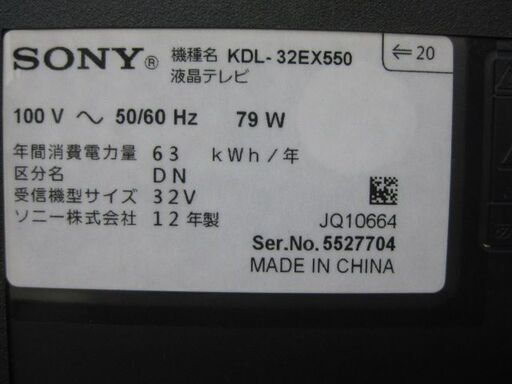 SONY® 機種名 KDL-32EX550
液晶テレビ
⇐20
100 V ～ 50/60 Hz 79 W
年間消費電力量 63 kWh/年
区分名 DN
受信機型サイズ 32V
ソニー株式会社 12年製
JQ10664
Ser.No. 5527704
MADE IN CHINA